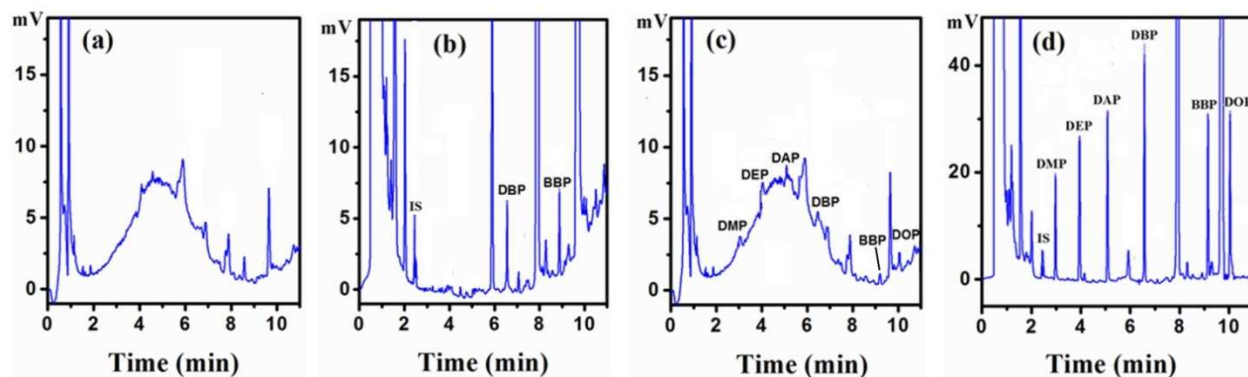 mV
(a)
15
10
5
0
0 2 4 6 8 10
Time (min)
mV
(b)
15
10
5
0
IS
DBP
BBP
0 2 4 6 8 10
Time (min)
mV
(c)
15
10
5
0
DMP
DEP
DAP
DBP
BBP
DOP
0 2 4 6 8 10
Time (min)
mV
(d)
40
20
0
IS
DMP
DEP
DAP
DBP
BBP
DOP
0 2 4 6 8 10
Time (min)